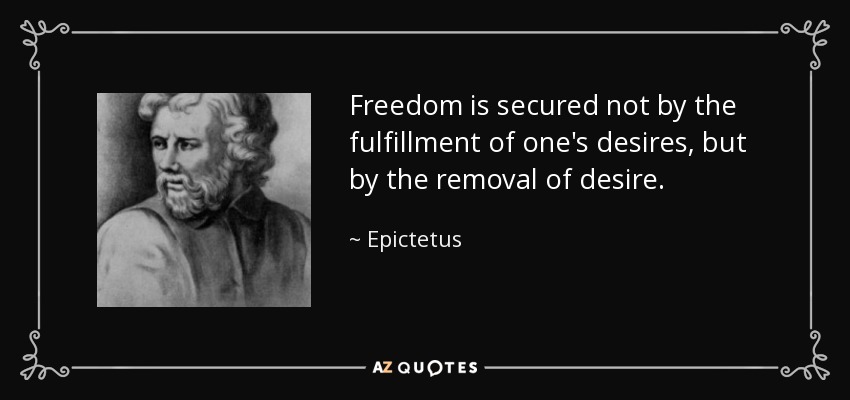 Freedom is secured not by the
fulfillment of one's desires, but
by the removal of desire.
~ Epictetus
AZ QUOTES